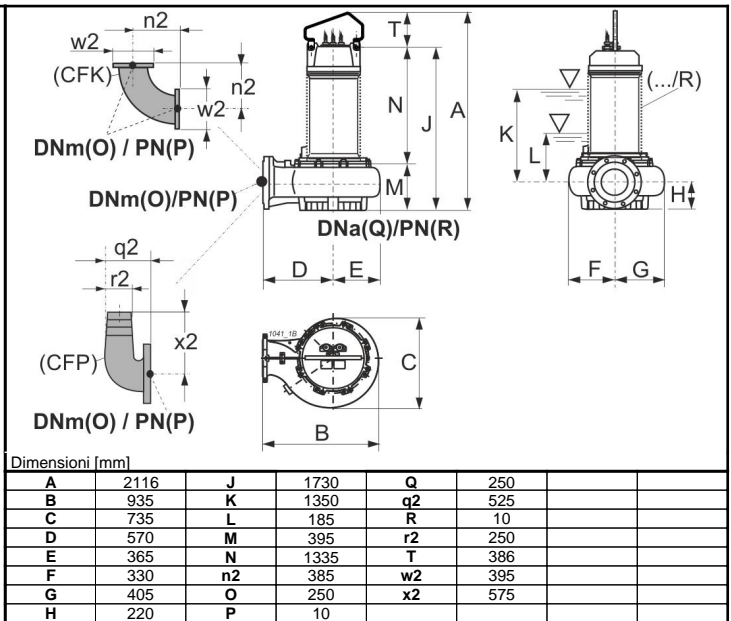 n2
w2
(CFK)
n2
w2
DNm(O) / PN(P)
T
N
J
A
M
DNm(O)/PN(P)
DNa(Q)/PN(R)
D
E
(.../R)
K
L
H
F
G
q2
r2
x2
(CFP)
DNm(O) / PN(P)
1041_1B
C
B
Dimensioni [mm]
A 2116 J 1730 Q 250
B 935 K 1350 q2 525
C 735 L 185 R 10
D 570 M 395 r2 250
E 365 N 1335 T 386
F 330 n2 385 w2 395
G 405 O 250 x2 575
H 220 P 10